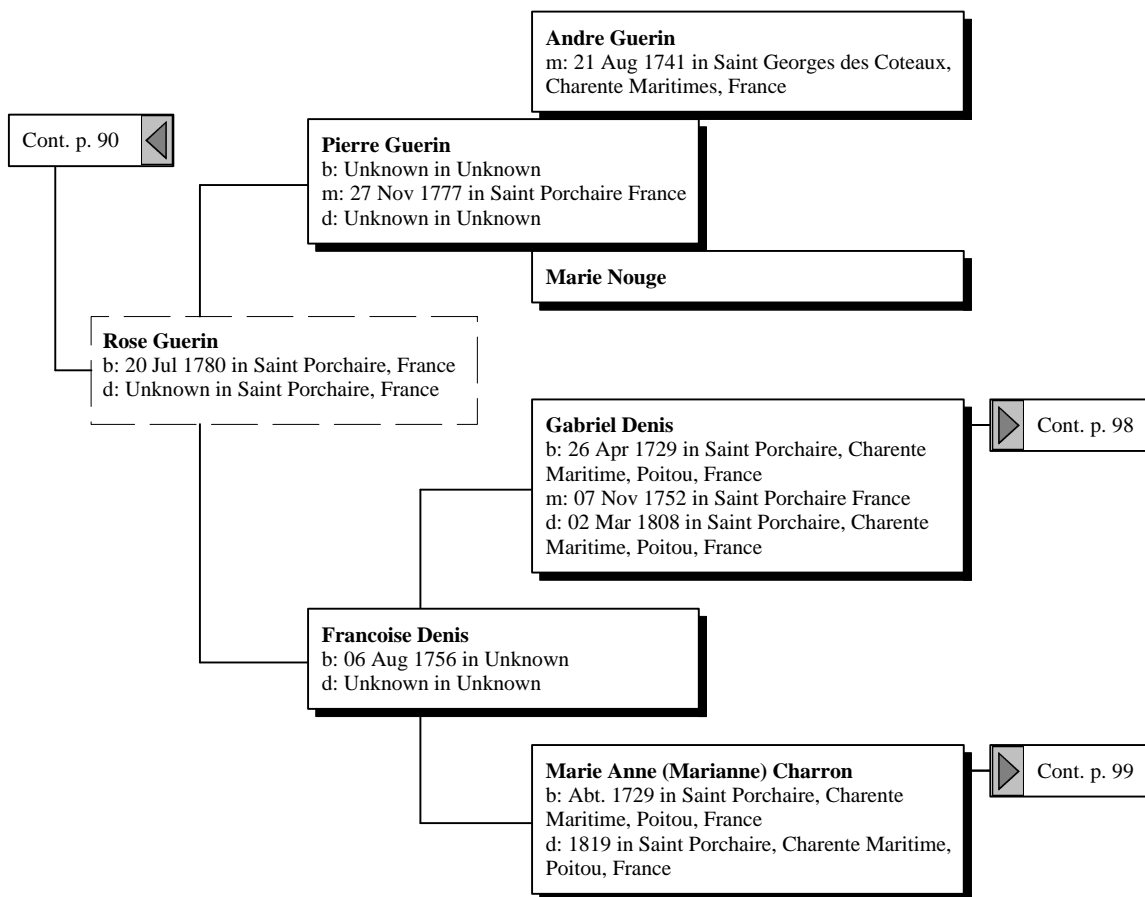 Andre Guerin
m: 21 Aug 1741 in Saint Georges des Coteaux,
Charente Maritimes, France
Cont. p. 90
Pierre Guerin
b: Unknown in Unknown
m: 27 Nov 1777 in Saint Porchaire France
d: Unknown in Unknown
Marie Nouge
Rose Guerin
b: 20 Jul 1780 in Saint Porchaire, France
d: Unknown in Saint Porchaire, France
Gabriel Denis
b: 26 Apr 1729 in Saint Porchaire, Charente
Maritime, Poitou, France
m: 07 Nov 1752 in Saint Porchaire France
d: 02 Mar 1808 in Saint Porchaire, Charente
Maritime, Poitou, France
Cont. p. 98
Francoise Denis
b: 06 Aug 1756 in Unknown
d: Unknown in Unknown
Marie Anne (Marianne) Charron
b: Abt. 1729 in Saint Porchaire, Charente
Maritime, Poitou, France
d: 1819 in Saint Porchaire, Charente Maritime,
Poitou, France
Cont. p. 99